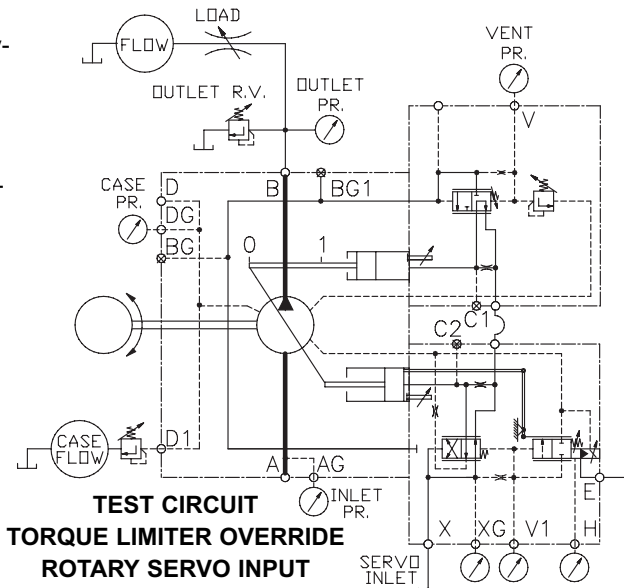 LOAD
FLOW
VENT
PR.
OUTLET R.V.
OUTLET
PR.
V
CASE
PR.
D
DG
BG
B
BG1
0
1
C1
C2
CASE
FLOW
D1
A
AG
INLET
PR.
E
X
XG
V1
H
SERVO
INLET
TEST CIRCUIT
TORQUE LIMITER OVERRIDE
ROTARY SERVO INPUT